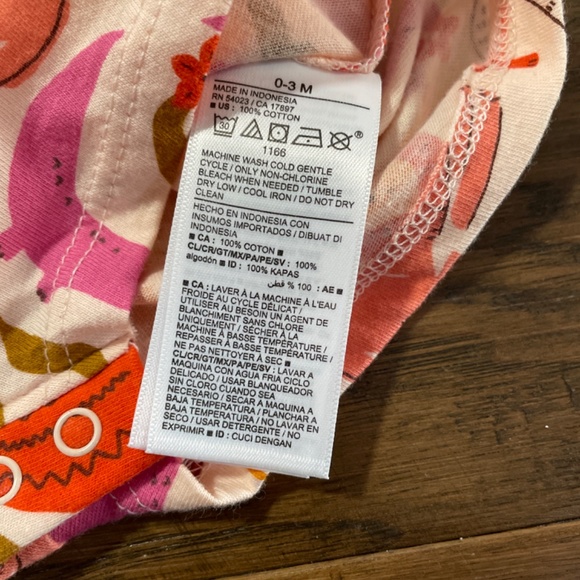 0-3 M
MADE IN INDONESIA
RN 54023 / CA 17897
■ US : 100% COTTON
30
®
1166
MACHINE WASH COLD GENTLE
CYCLE / ONLY NON-CHLORINE
BLEACH WHEN NEEDED / TUMBLE
DRY LOW / COOL IRON / DO NOT DRY
CLEAN
HECHO EN INDONESIA CON
INSUMOS IMPORTADOS / DIBUAT DI
INDONESIA
■ CA : 100% COTON ■
CL/CR/GT/MX/PA/PE/SV : 100%
algodón ■ ID : 100% KAPAS
■ AE : 100 % قطن
■ CA : LAVER À LA MACHINE À L'EAU
FROIDE AU CYCLE DÉLICAT /
UTILISER AU BESOIN UN AGENT DE
BLANCHIMENT SANS CHLORE
UNIQUEMENT / SÉCHER À LA
MACHINE À BASSE TEMPÉRATURE /
REPASSER À BASSE TEMPÉRATURE /
NE PAS NETTOYER À SEC ■
CL/CR/GT/MX/PA/PE/SV : LAVAR A
MAQUINA CON AGUA FRIA CICLO
DELICADO / USAR BLANQUEADOR
SIN CLORO CUANDO SEA
NECESARIO / SECAR A MAQUINA A
BAJA TEMPERATURA / PLANCHAR A
BAJA TEMPERATURA / NO LAVAR EN
SECO / USAR DETERGENTE / NO
EXPRIMIR ■ ID : CUCI DENGAN